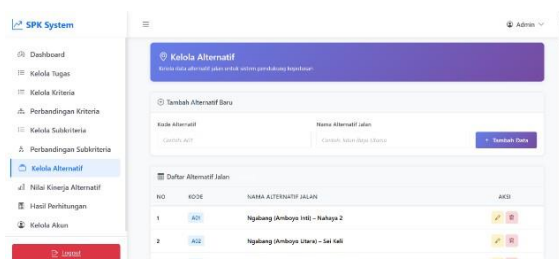 SPK System
Admin
Dashboard
Kelola Tugas
Kelola Kriteria
Perbandingan Kriteria
Kelola Subkriteria
Perbandingan Subkriteria
Kelola Alternatif
Nilai Kinerja Alternatif
Hasil Perhitungan
Kelola Akun
Logout
Kelola Alternatif
Kelola data alternatif jalan untuk sistem pendukung keputusan
Tambah Alternatif Baru
Kode Alternatif
Nama Alternatif Jalan
Contoh:
Contoh: Jalan Raya Utama
+ Tambah Data
Daftar Alternatif Jalan
NO KODE NAMA ALTERNATIF JALAN AKSI
1 A01 Ngabang (Amboyo Inti) – Nahaya 2
2 A02 Ngabang (Amboyo Utara) – Sei Keli